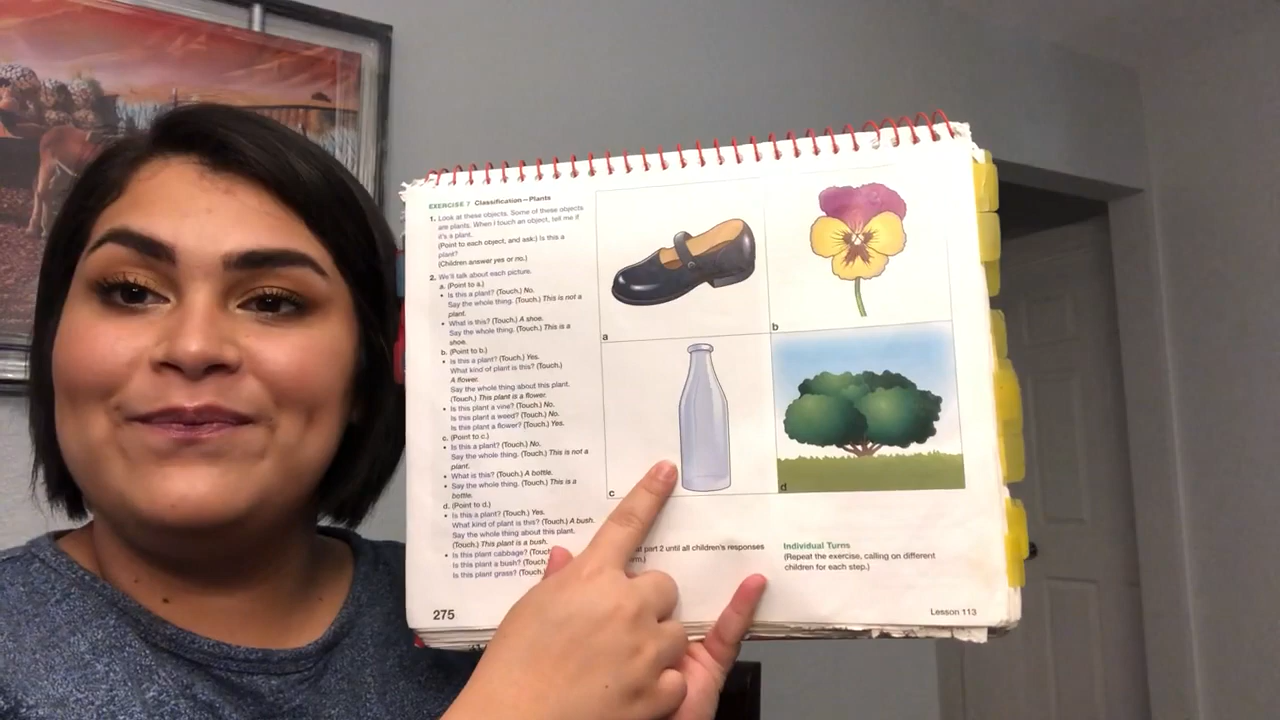 EXERCISE 7 Classification—Plants
1. Look at these objects. Some of these objects
are plants. When I touch an object, tell me if
it's a plant.
(Point to each object, and ask:) Is this a
plant?
(Children answer yes or no.)
2. We'll talk about each picture.
a. (Point to a.)
• Is this a plant? (Touch.) No.
Say the whole thing. (Touch.) This is not a
plant.
• What is this? (Touch.) A shoe.
Say the whole thing. (Touch.) This is a
shoe.
b. (Point to b.)
• Is this a plant? (Touch.) Yes.
What kind of plant is this? (Touch.)
A flower.
Say the whole thing about this plant.
(Touch.) This plant is a flower.
• Is this plant a vine? (Touch.) No.
Is this plant a weed? (Touch.) No.
Is this plant a flower? (Touch.) Yes.
c. (Point to c.)
• Is this a plant? (Touch.) No.
Say the whole thing. (Touch.) This is not a
plant.
• What is this? (Touch.) A bottle.
• Say the whole thing. (Touch.) This is a
bottle.
d. (Point to d.)
• Is this a plant? (Touch.) Yes.
What kind of plant is this? (Touch.) A bush.
Say the whole thing about this plant.
(Touch.) This plant is a bush.
• Is this plant cabbage? (Touch
Is this plant a bush? (Touch.
Is this plant grass? (Touch.)
a
b
c
d
part 2 until all children's responses
Individual Turns
(Repeat the exercise, calling on different
children for each step.)
275
Lesson 113